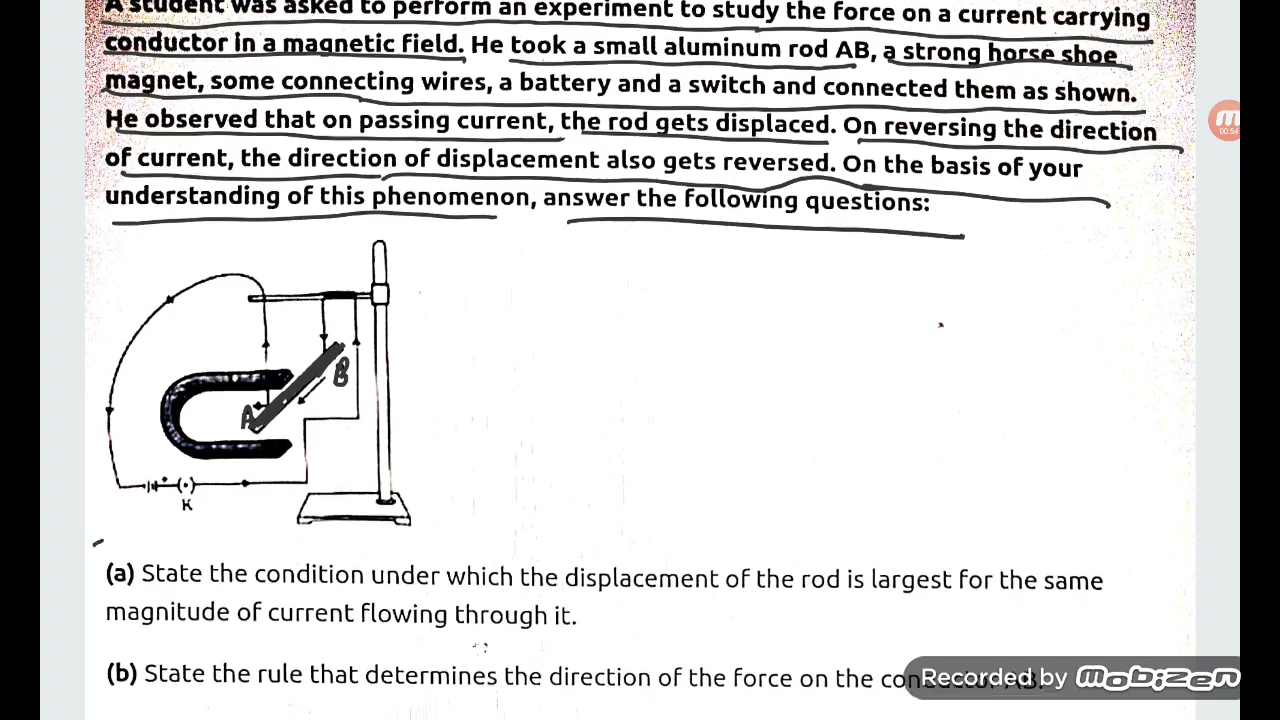 A student was asked to perform an experiment to study the force on a current carrying
conductor in a magnetic field. He took a small aluminum rod AB, a strong horse shoe
magnet, some connecting wires, a battery and a switch and connected them as shown.
He observed that on passing current, the rod gets displaced. On reversing the direction
of current, the direction of displacement also gets reversed. On the basis of your
understanding of this phenomenon, answer the following questions:
M
00:54
B
A
K
(a) State the condition under which the displacement of the rod is largest for the same
magnitude of current flowing through it.
(b) State the rule that determines the direction of the force on the conductor AB.
Recorded by Mobizen